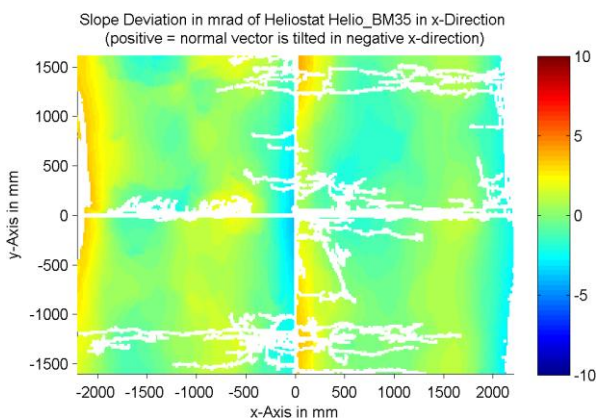 Slope Deviation in mrad of Heliostat Helio_BM35 in x-Direction
(positive = normal vector is tilted in negative x-direction)
1500
1000
500
0
-500
-1000
-1500
y-Axis in mm
-2000 -1500 -1000 -500 0 500 1000 1500 2000
x-Axis in mm
10
5
0
-5
-10